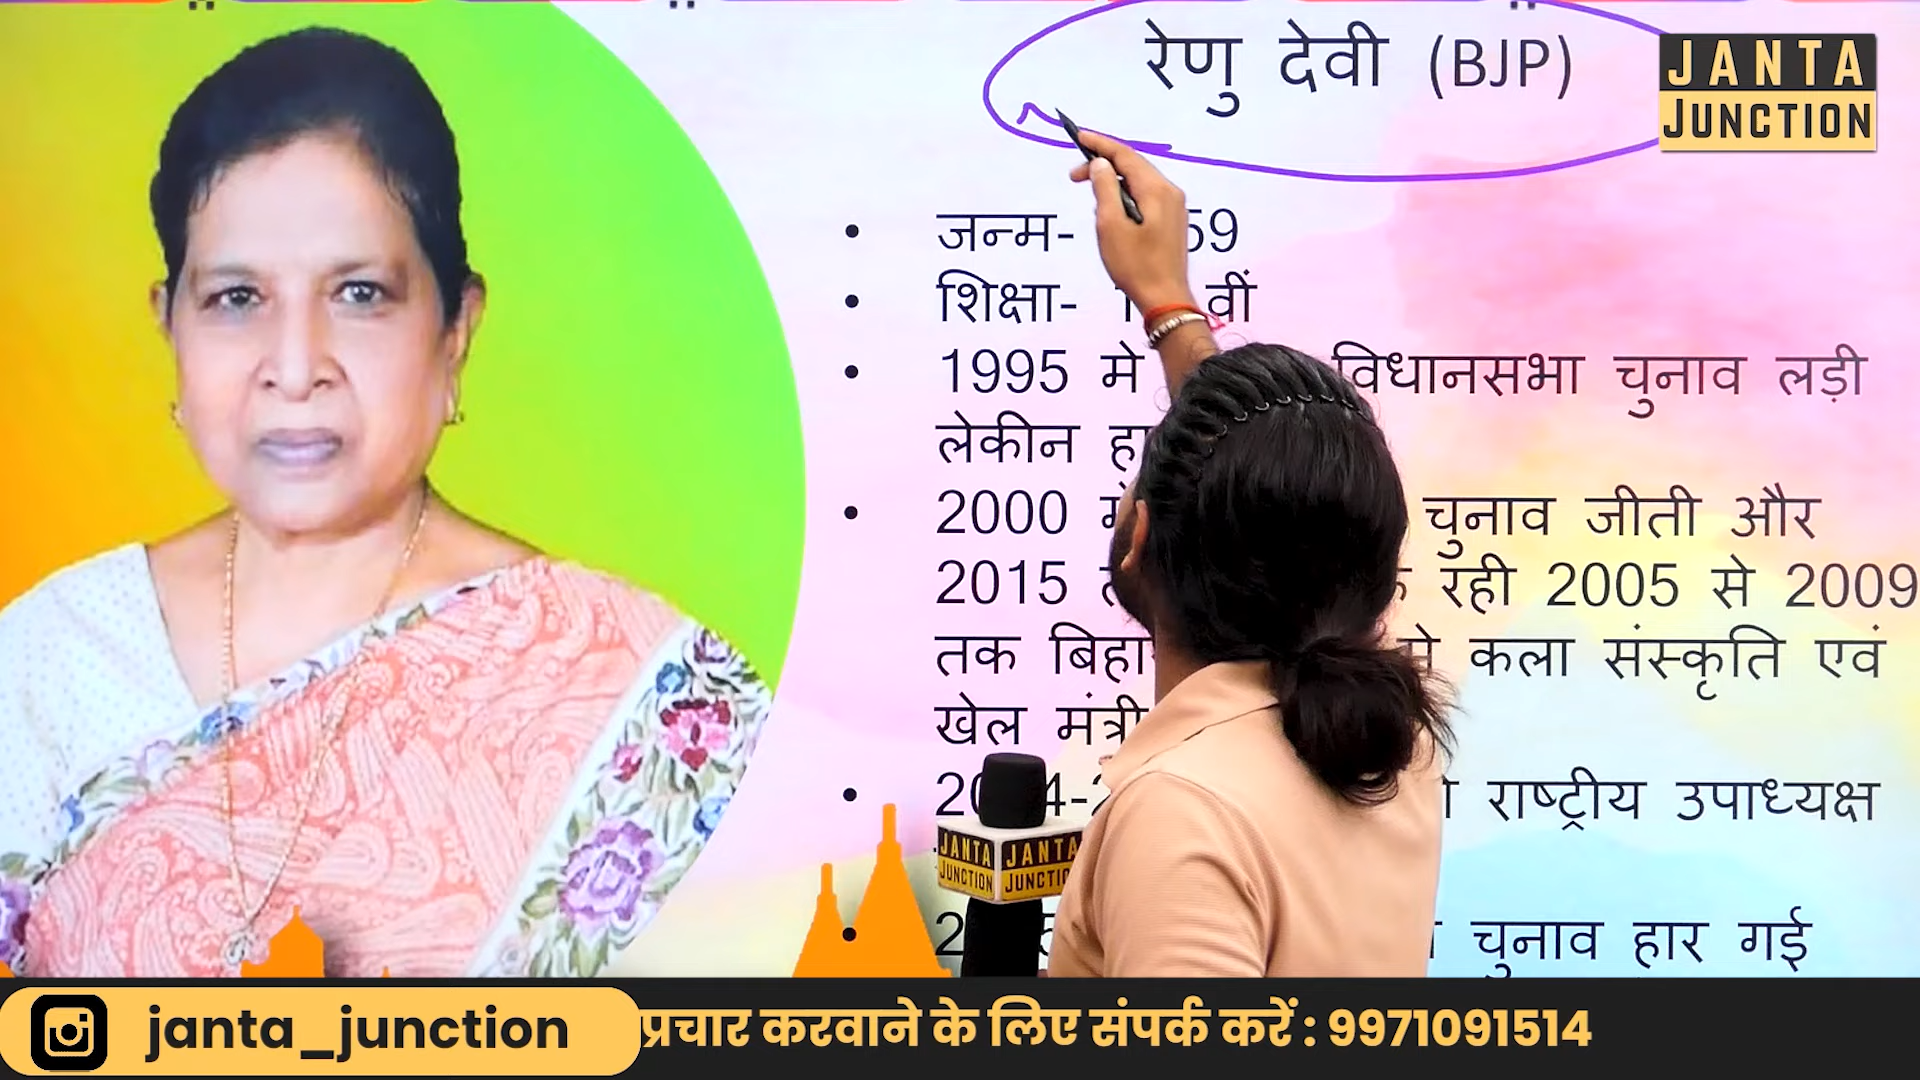 रेणु देवी (BJP)
JANTA
JUNCTION
• जन्म- 59
• शिक्षा- वीं
• 1995 मे विधानसभा चुनाव लड़ी
लेकीन
• 2000 चुनाव जीती और
2015 रही 2005 से 2009
तक कला संस्कृति एवं
खेल मंत्री
• राष्ट्रीय उपाध्यक्ष
JANTA JANTA
JUNCTION
• चुनाव हार गई
janta_junction
प्रचार करवाने के लिए संपर्क करें : 9971091514